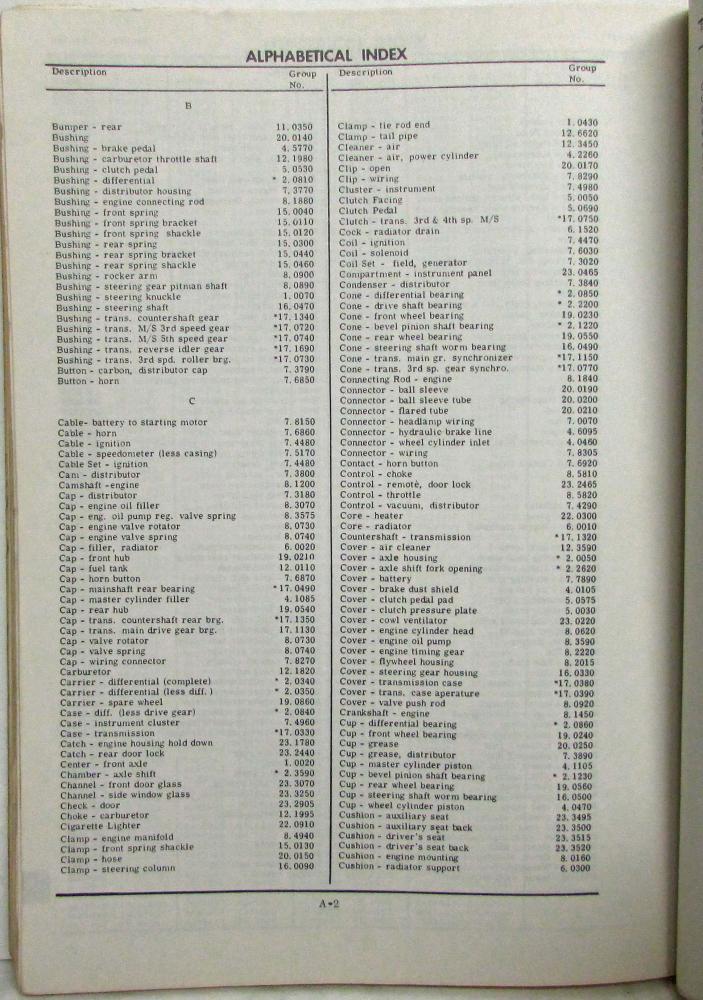 ALPHABETICAL INDEX
Description Group No.
B
Bumper - rear 11.0350
Bushing 20.0140
Bushing - brake pedal 4.5770
Bushing - carburetor throttle shaft 12.1980
Bushing - clutch pedal 5.0530
Bushing - differential * 2.0810
Bushing - distributor housing 7.3770
Bushing - engine connecting rod 8.1880
Bushing - front spring 15.0040
Bushing - front spring bracket 15.0110
Bushing - front spring shackle 15.0120
Bushing - rear spring 15.0300
Bushing - rear spring bracket 15.0440
Bushing - rear spring shackle 15.0460
Bushing - rocker arm 8.0900
Bushing - steering gear pitman shaft 8.0890
Bushing - steering knuckle 1.0070
Bushing - steering shaft 16.0470
Bushing - trans. countershaft gear *17.1340
Bushing - trans. M/S 3rd speed gear *17.0720
Bushing - trans. M/S 5th speed gear *17.0740
Bushing - trans. reverse idler gear *17.1690
Bushing - trans. 3rd spd. roller brg. *17.0730
Button - carbon, distributor cap 7.3790
Button - horn 7.6850
C
Cable- battery to starting motor 7.8150
Cable - horn 7.6860
Cable - ignition 7.4480
Cable - speedometer (less casing) 7.5170
Cable Set - ignition 7.4480
Cam - distributor 7.3800
Camshaft -engine 8.1200
Cap - distributor 7.3180
Cap - engine oil filler 8.3070
Cap - eng. oil pump reg. valve spring 8.3575
Cap - engine valve rotator 8.0730
Cap - engine valve spring 8.0740
Cap - filler, radiator 6.0020
Cap - front hub 19.0210
Cap - fuel tank 12.0110
Cap - horn button 7.6870
Cap - mainshaft rear bearing *17.0490
Cap - master cylinder filler 4.1085
Cap - rear hub 19.0540
Cap - trans. countershaft rear brg. *17.1350
Cap - trans. main drive gear brg. 17.1130
Cap - valve rotator 8.0730
Cap - valve spring 8.0740
Cap - wiring connector 7.8270
Carburetor 12.1820
Carrier - differential (complete) * 2.0340
Carrier - differential (less diff. ) * 2.0350
Carrier - spare wheel 19.0860
Case - diff. (less drive gear) * 2.0840
Case - instrument cluster 7.4960
Case - transmission *17.0330
Catch - engine housing hold down 23.1780
Catch - rear door lock 23.2440
Center - front axle 1.0020
Chamber - axle shift * 2.3590
Channel - front door glass 23.3070
Channel - side window glass 23.3250
Check - door 23.2905
Choke - carburetor 12.1995
Cigarette Lighter 22.0910
Clamp - engine manifold 8.4940
Clamp - front spring shackle 15.0130
Clamp - hose 20.0150
Clamp - steering column 16.0090
Description Group No.
Clamp - tie rod end 1.0430
Clamp - tail pipe 12.6620
Cleaner - air 12.3450
Cleaner - air, power cylinder 4.2260
Clip - open 20.0170
Clip - wiring 7.8290
Cluster - instrument 7.4980
Clutch Facing 5.0050
Clutch Pedal 5.0690
Clutch - trans. 3rd & 4th sp. M/S *17.0750
Cock - radiator drain 6.1520
Coil - ignition 7.4470
Coil - solenoid 7.6030
Coil Set - field, generator 7.3020
Compartment - instrument panel 23.0465
Condenser - distributor 7.3840
Cone - differential bearing * 2.0850
Cone - drive shaft bearing * 2.2200
Cone - front wheel bearing 19.0230
Cone - bevel pinion shaft bearing * 2.1220
Cone - rear wheel bearing 19.0550
Cone - steering shaft worm bearing 16.0490
Cone - trans. main gr. synchronizer *17.1150
Cone - trans. 3rd sp. gear synchro. *17.0770
Connecting Rod - engine 8.1840
Connector - ball sleeve 20.0190
Connector - ball sleeve tube 20.0200
Connector - flared tube 20.0210
Connector - headlamp wiring 7.0070
Connector - hydraulic brake line 4.6095
Connector - wheel cylinder inlet 4.0460
Connector - wiring 7.8305
Contact - horn button 7.6920
Control - choke 8.5810
Control - remote, door lock 23.2465
Control - throttle 8.5820
Control - vacuum, distributor 7.4290
Core - heater 22.0300
Core - radiator 6.0010
Countershaft - transmission *17.1320
Cover - air cleaner 12.3590
Cover - axle housing * 2.0050
Cover - axle shift fork opening * 2.2620
Cover - battery 7.7890
Cover - brake dust shield 4.0105
Cover - clutch pedal pad 5.0575
Cover - clutch pressure plate 5.0030
Cover - cowl ventilator 23.0220
Cover - engine cylinder head 8.0620
Cover - engine oil pump 8.3590
Cover - engine timing gear 8.2220
Cover - flywheel housing 8.2015
Cover - steering gear housing 16.0330
Cover - transmission case *17.0380
Cover - trans. case aperature *17.0390
Cover - valve push rod 8.0920
Crankshaft - engine 8.1450
Cup - differential bearing * 2.0860
Cup - front wheel bearing 19.0240
Cup - grease 20.0250
Cup - grease, distributor 7.3890
Cup - master cylinder piston 4.1105
Cup - bevel pinion shaft bearing * 2.1230
Cup - rear wheel bearing 19.0560
Cup - steering shaft worm bearing 16.0500
Cup - wheel cylinder piston 4.0470
Cushion - auxiliary seat 23.3495
Cushion - auxiliary seat back 23.3500
Cushion - driver's seat 23.3515
Cushion - driver's seat back 23.3520
Cushion - engine mounting 8.0160
Cushion - radiator support 6.0300
A-2